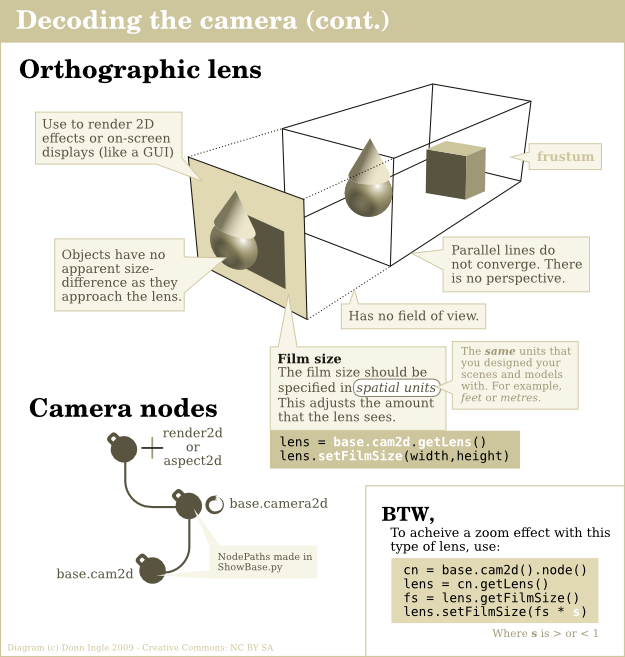 Decoding the camera (cont.)
Orthographic lens
Use to render 2D
effects or on-screen
displays (like a GUI)
frustum
Objects have no
apparent size-
difference as they
approach the lens.
Parallel lines do
not converge. There
is no perspective.
Has no field of view.
Film size
The film size should be
specified in spatial units
This adjusts the amount
that the lens sees.
The same units that
you designed your
scenes and models
with. For example,
feet or metres.
lens = base.cam2d.getLens()
lens.setFilmSize(width,height)
Camera nodes
render2d
or
aspect2d
base.camera2d
NodePaths made in
ShowBase.py
base.cam2d
BTW,
To acheive a zoom effect with this
type of lens, use:
cn = base.cam2d().node()
lens = cn.getLens()
fs = lens.getFilmSize()
lens.setFilmSize(fs * s)
Where s is > or < 1
Diagram (c) Donn Ingle 2009 - Creative Commons: NC BY SA